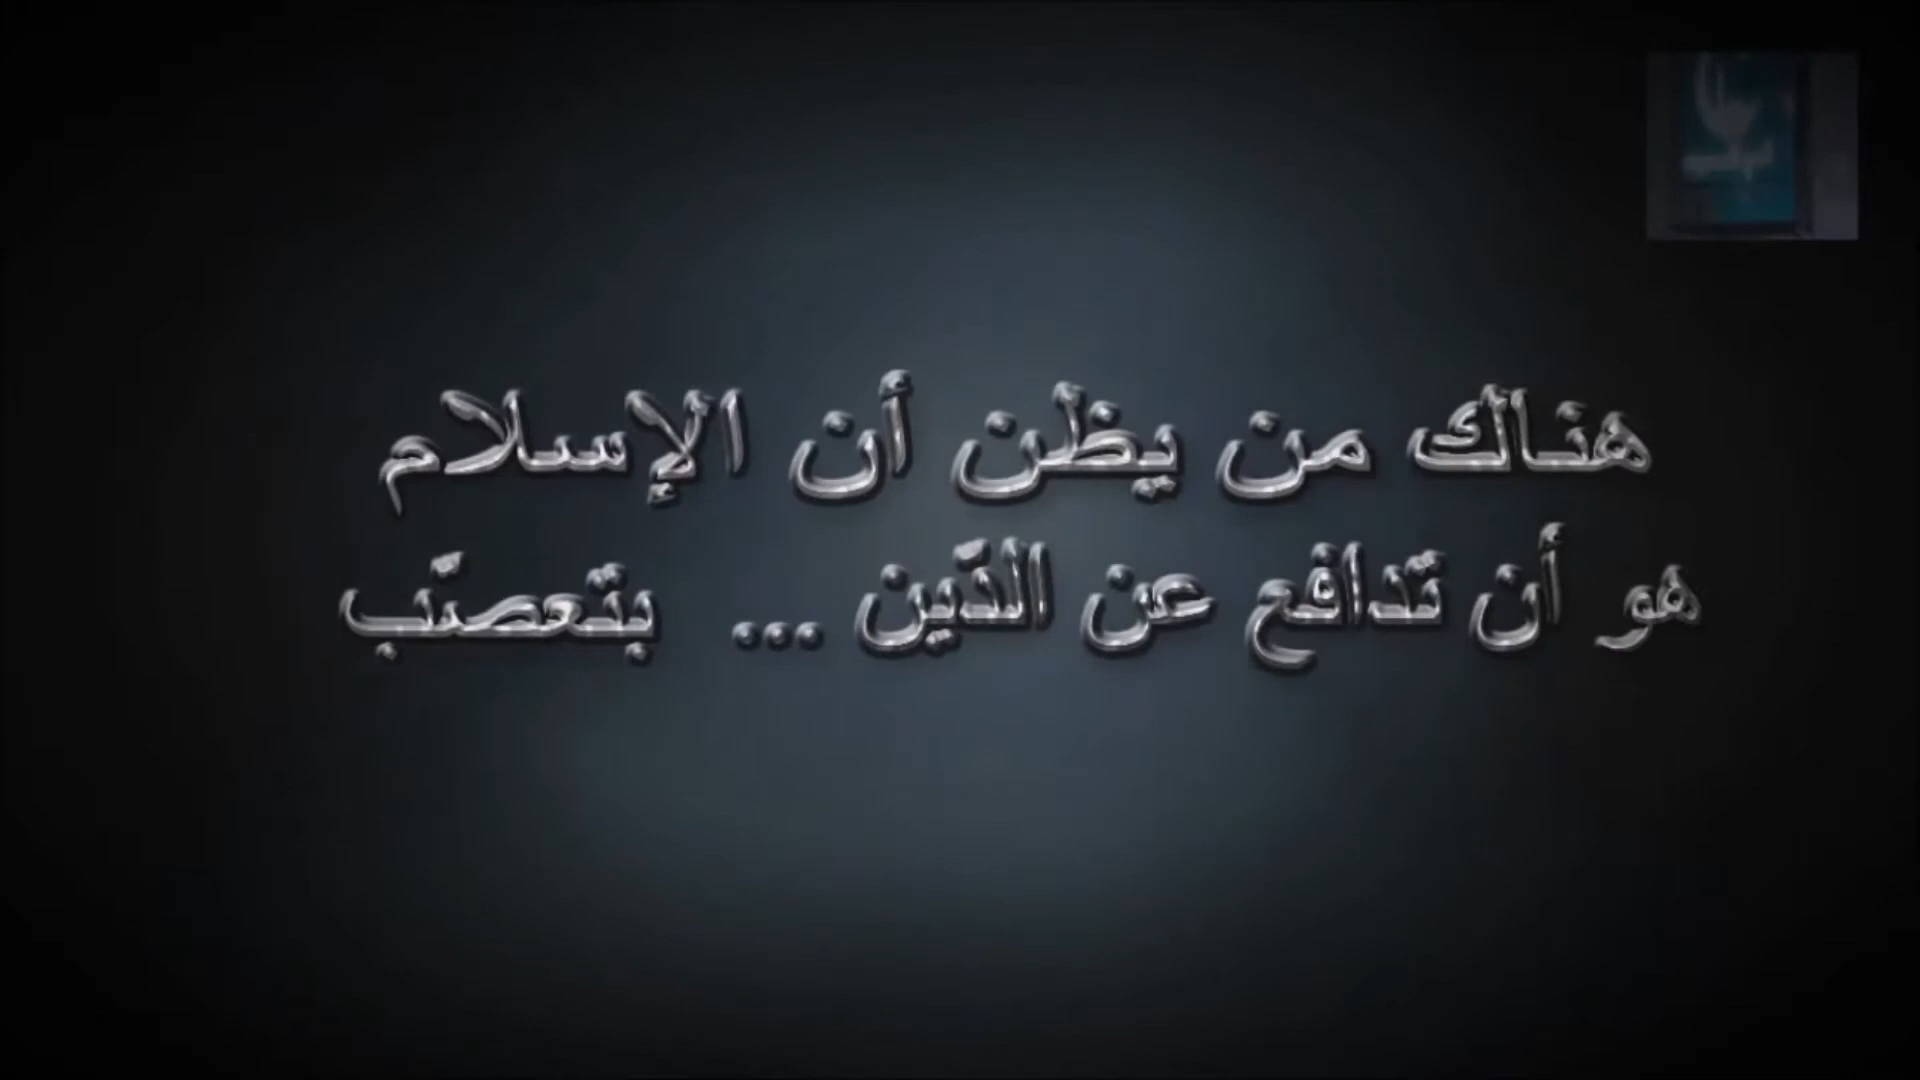 هناك من يظن أن الإسلام
هو أن تدافع عن الدّين ... بتعصّب